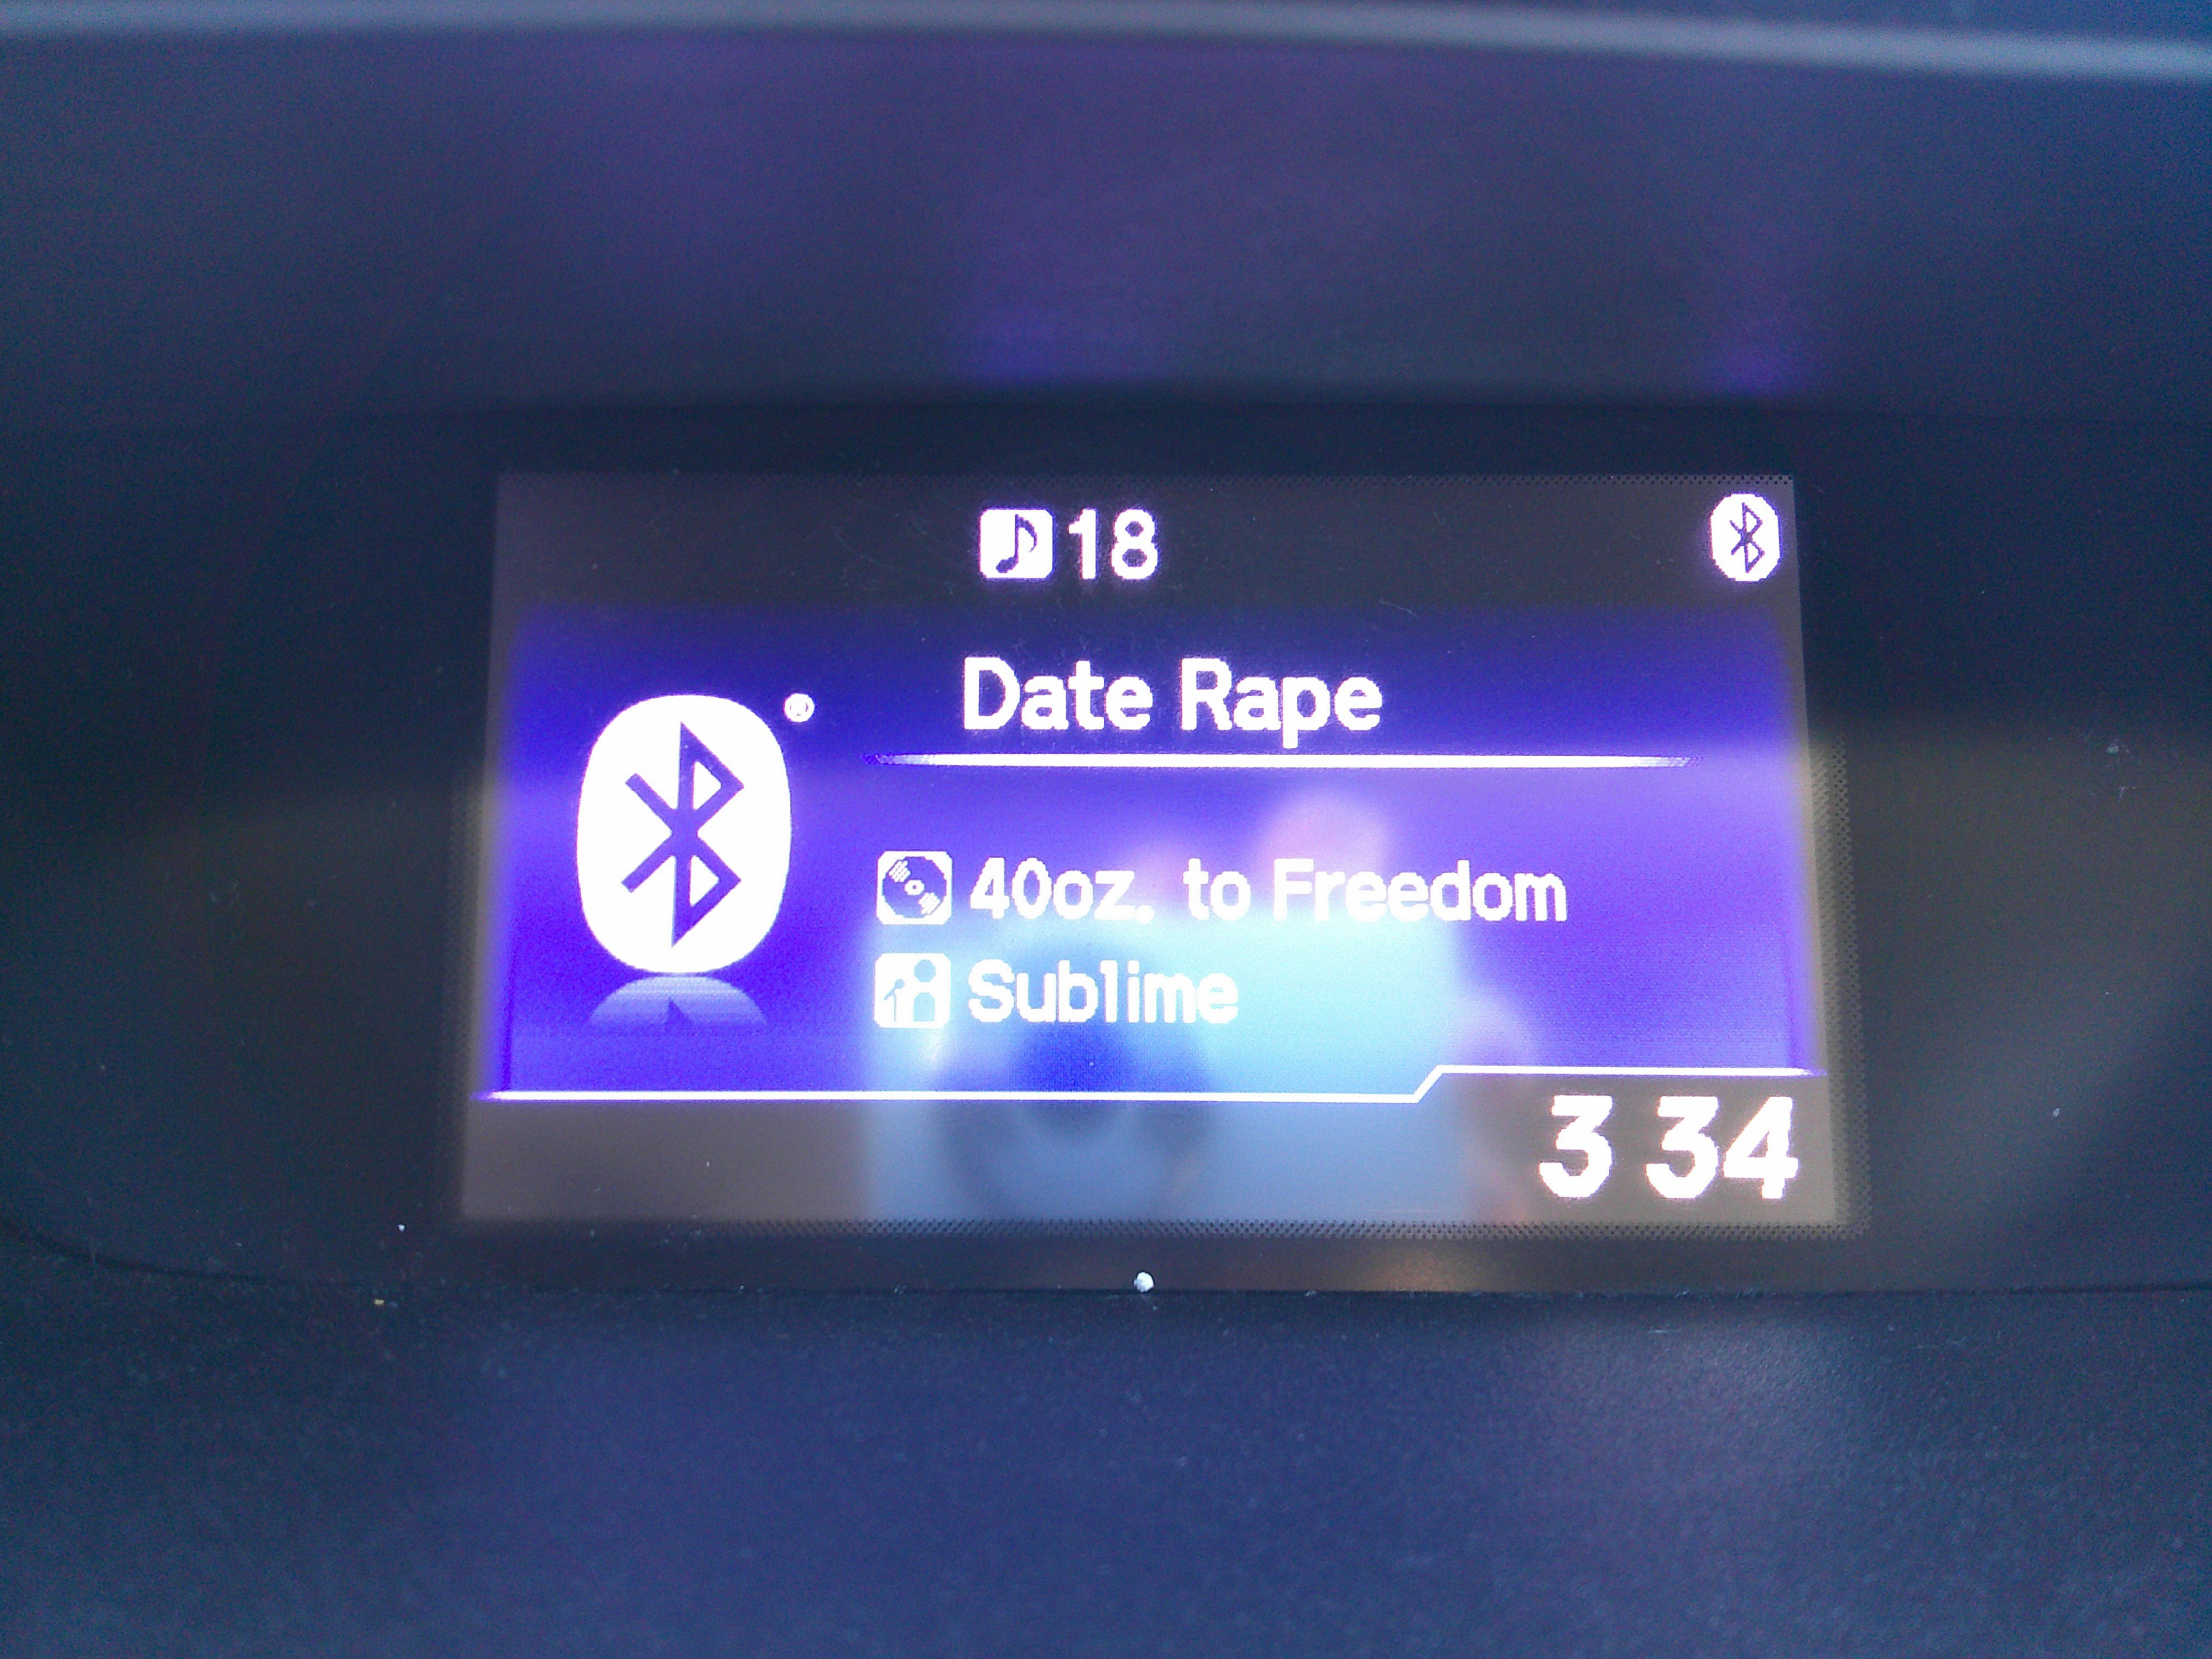 18
Date Rape
40oz. to Freedom
Sublime
3 34